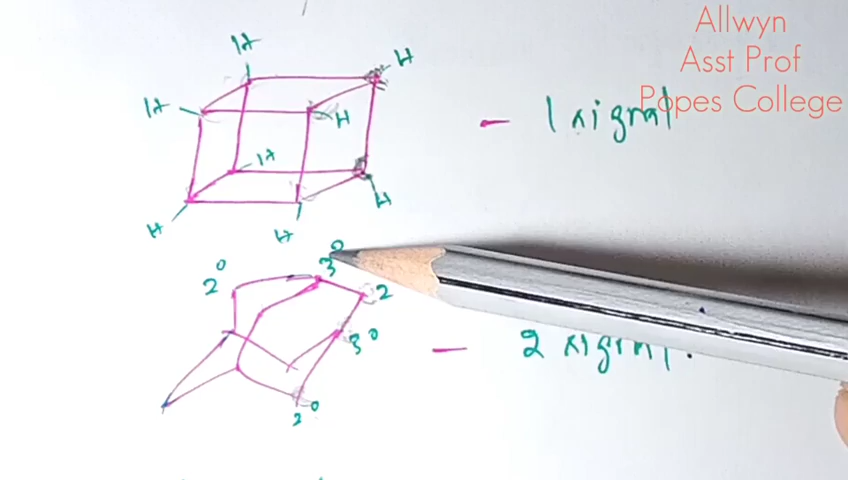 Allwyn
Asst Prof
Popes College
H
H
H
H
H
H
H
H
- 1 signal
3°
2°
2
3°
2°
- 2 signal.